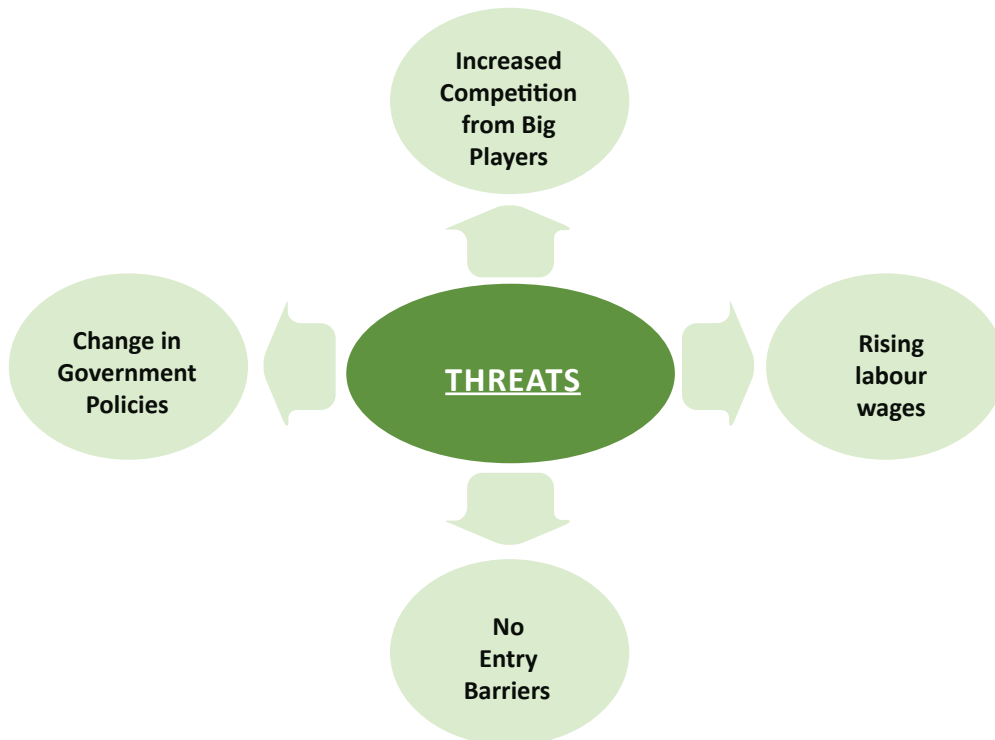 Increased
Competition
from Big
Players
Change in
Government
Policies
THREATS
Rising
labour
wages
No
Entry
Barriers